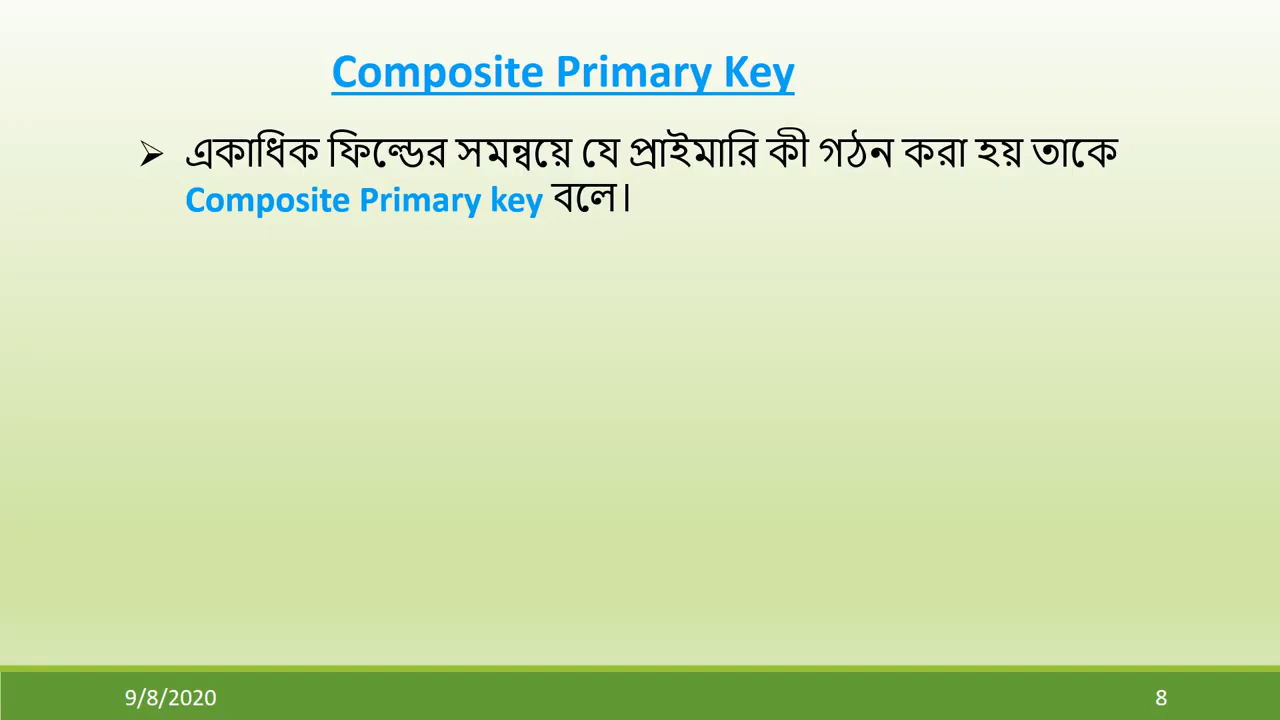 Composite Primary Key
➢ একাধিক ফিল্ডের সমন্বয়ে যে প্রাইমারি কী গঠন করা হয় তাকে
Composite Primary key বলে।
9/8/2020
8